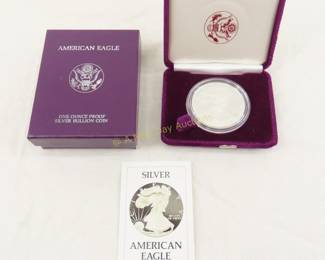 AMERICAN EAGLE
ONE OUNCE PROOF
SILVER BULLION COIN
SILVER
AMERICAN
EAGLE